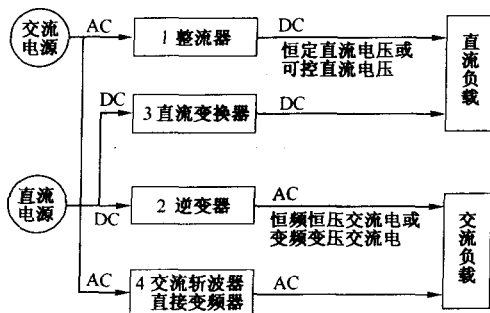 交流
电源
AC
1 整流器
DC
恒定直流电压或
可控直流电压
直流负载
DC
3 直流变换器
DC
直流
电源
DC
2 逆变器
AC
恒频恒压交流电或
变频变压交流电
交流负载
AC
4 交流斩波器
直接变频器
AC